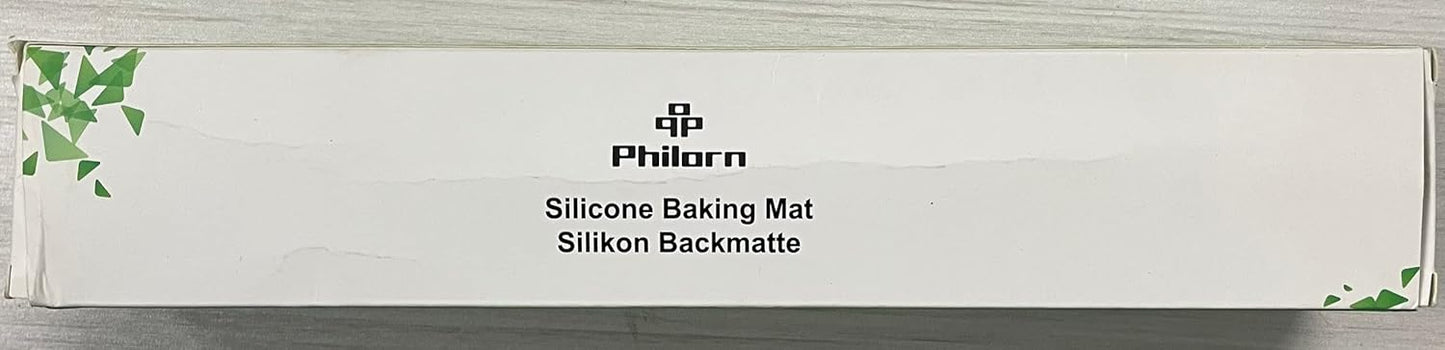 Philorn
Silicone Baking Mat
Silikon Backmatte